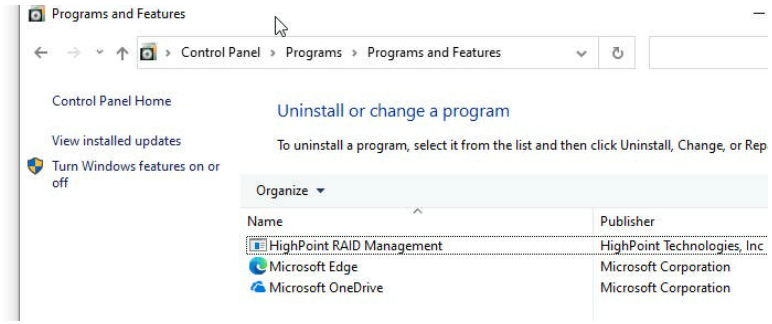 Programs and Features
Control Panel > Programs > Programs and Features
Control Panel Home
Uninstall or change a program
View installed updates
To uninstall a program, select it from the list and then click Uninstall, Change, or Rep
Turn Windows features on or
off
Organize
Name Publisher
HighPoint RAID Management HighPoint Technologies, Inc
Microsoft Edge Microsoft Corporation
Microsoft OneDrive Microsoft Corporation